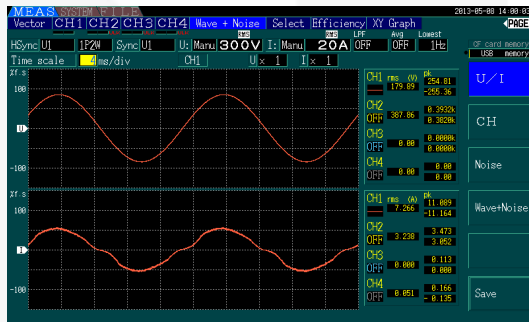 MEAS SYSTEM FILE 2013-05-08 14:00:03
Vector CH1 CH2 CH3 CH4 Wave + Noise Select Efficiency XY Graph PAGE
RMS RMS LPF Avg Lowest
HSync U1 1P2W Sync U1 U: Manu 300V I: Manu 20A OFF OFF 1Hz
CF card memory
USB memory
Time scale 4 ms/div CH1 U x 1 I x 1
U/I
CH
Noise
Wave+Noise
Save
%f.s
100
U
-100
CH1 rms (V) pk
179.89 254.81
-255.36
CH2 0.3932k
OFF 387.86 0.3820k
CH3 0.0000k
OFF 0.00 0.0000k
CH4 0.00
OFF 0.00 0.00
%f.s
100
I
-100
CH1 rms (A) pk
7.266 11.089
-11.164
CH2 3.473
OFF 3.238 3.052
CH3 0.113
OFF 0.000 0.000
CH4 0.166
OFF 0.051 - 0.135